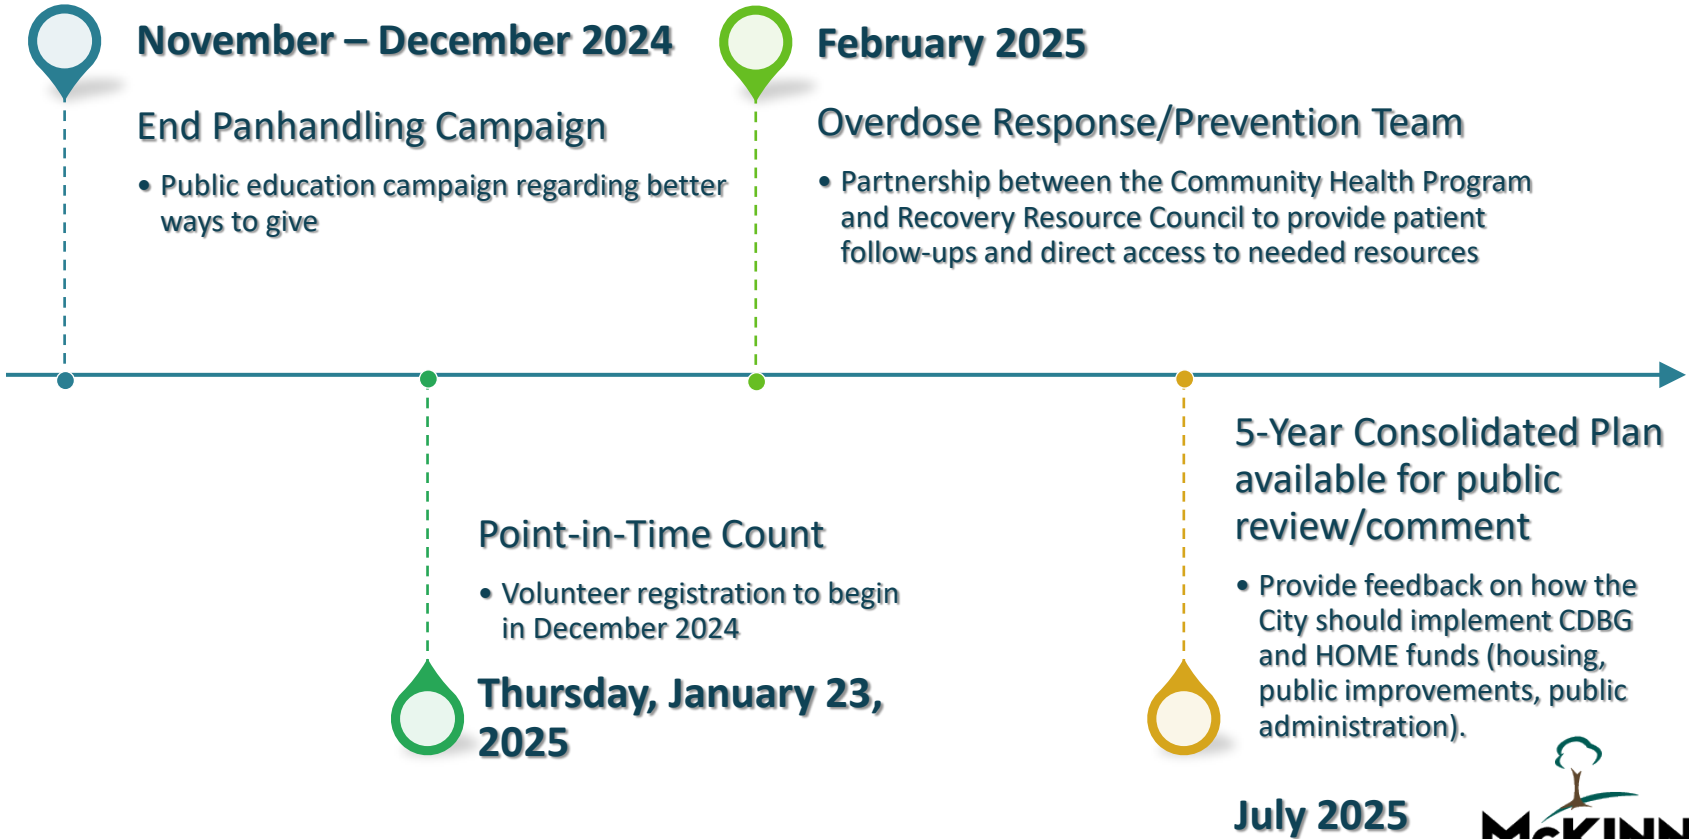 November – December 2024
End Panhandling Campaign
• Public education campaign regarding better
ways to give
February 2025
Overdose Response/Prevention Team
• Partnership between the Community Health Program
and Recovery Resource Council to provide patient
follow-ups and direct access to needed resources
Point-in-Time Count
• Volunteer registration to begin
in December 2024
Thursday, January 23,
2025
5-Year Consolidated Plan
available for public
review/comment
• Provide feedback on how the
City should implement CDBG
and HOME funds (housing,
public improvements, public
administration).
July 2025
McKINN